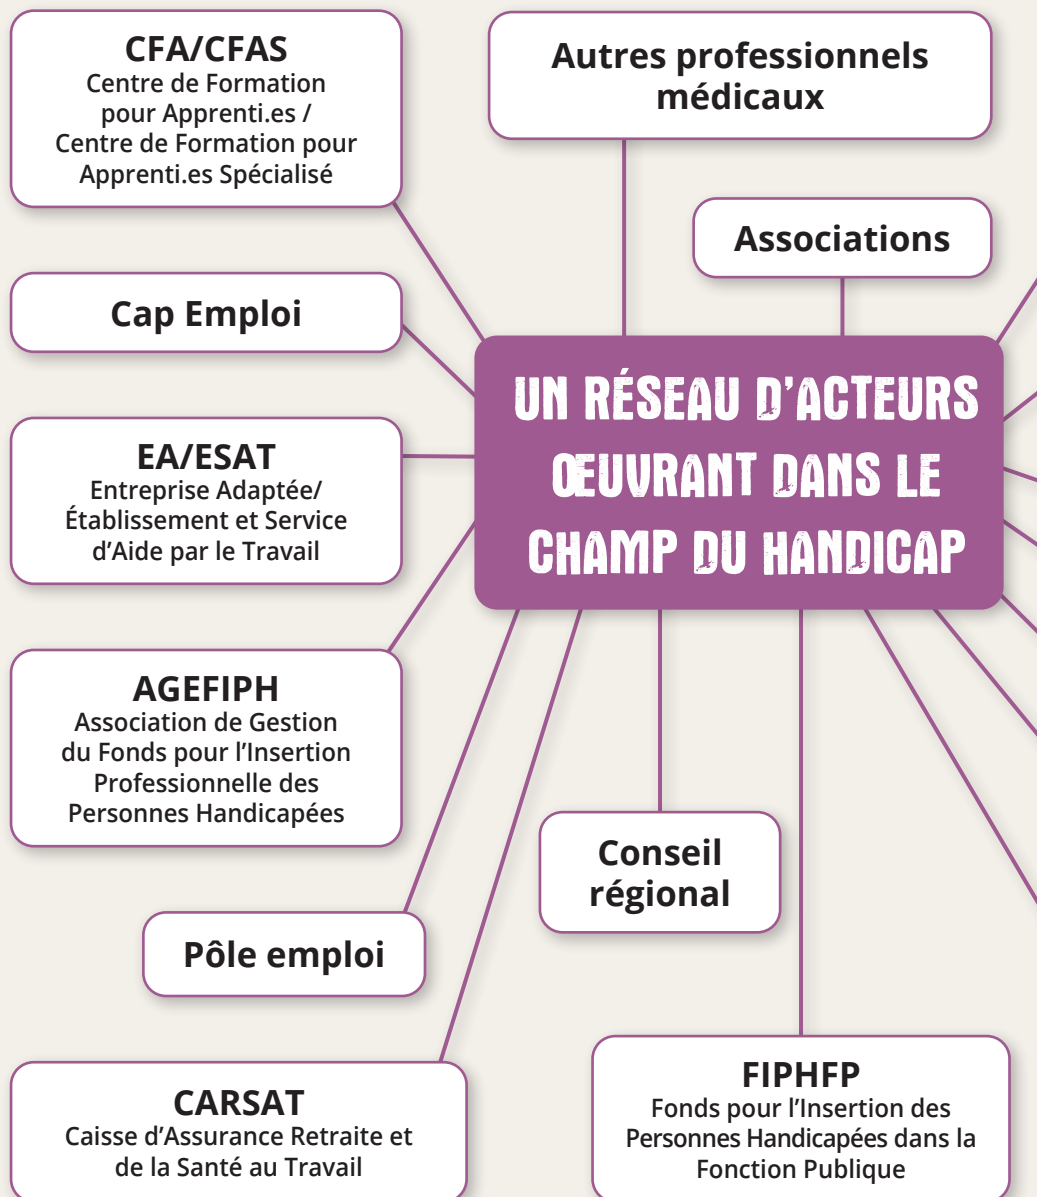 CFA/CFAS
Centre de Formation
pour Apprenti.es /
Centre de Formation pour
Apprenti.es Spécialisé
Autres professionnels
médicaux
Associations
Cap Emploi
UN RÉSEAU D'ACTEURS
ŒUVRANT DANS LE
CHAMP DU HANDICAP
EA/ESAT
Entreprise Adaptée/
Établissement et Service
d'Aide par le Travail
AGEFIPH
Association de Gestion
du Fonds pour l'Insertion
Professionnelle des
Personnes Handicapées
Conseil
régional
Pôle emploi
CARSAT
Caisse d'Assurance Retraite et
de la Santé au Travail
FIPHFP
Fonds pour l'Insertion des
Personnes Handicapées dans la
Fonction Publique